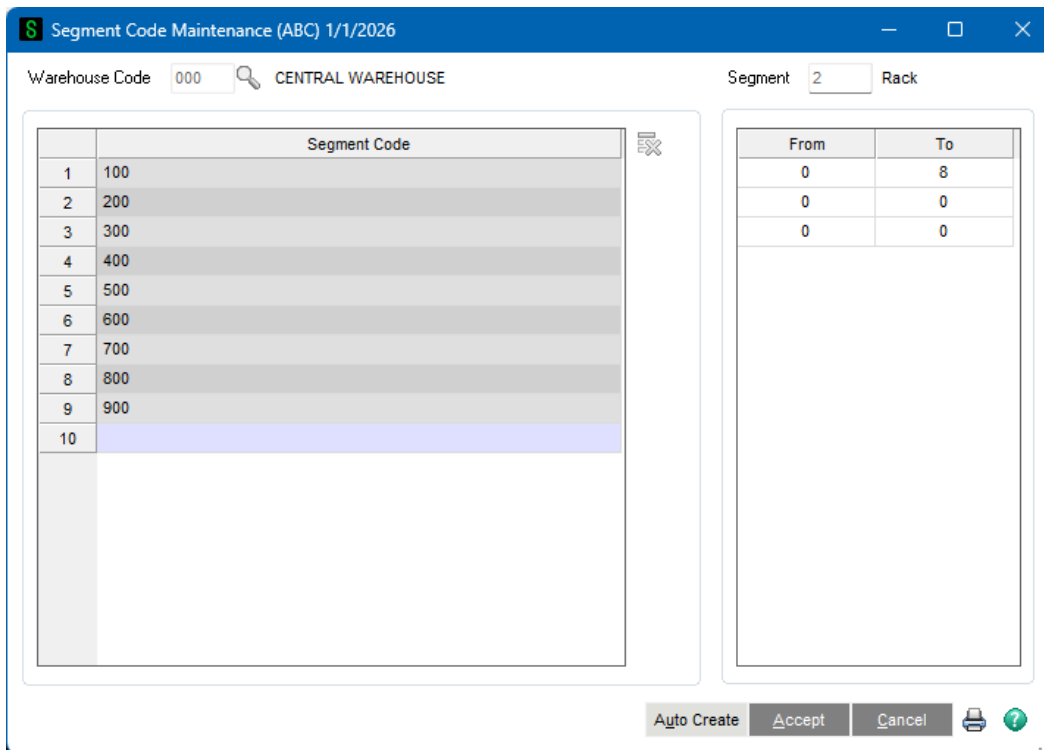 Segment Code Maintenance (ABC) 1/1/2026
Warehouse Code 000 CENTRAL WAREHOUSE Segment 2 Rack
Segment Code From To
1 100 0 8
2 200 0 0
3 300 0 0
4 400
5 500
6 600
7 700
8 800
9 900
10
Auto Create Accept Cancel